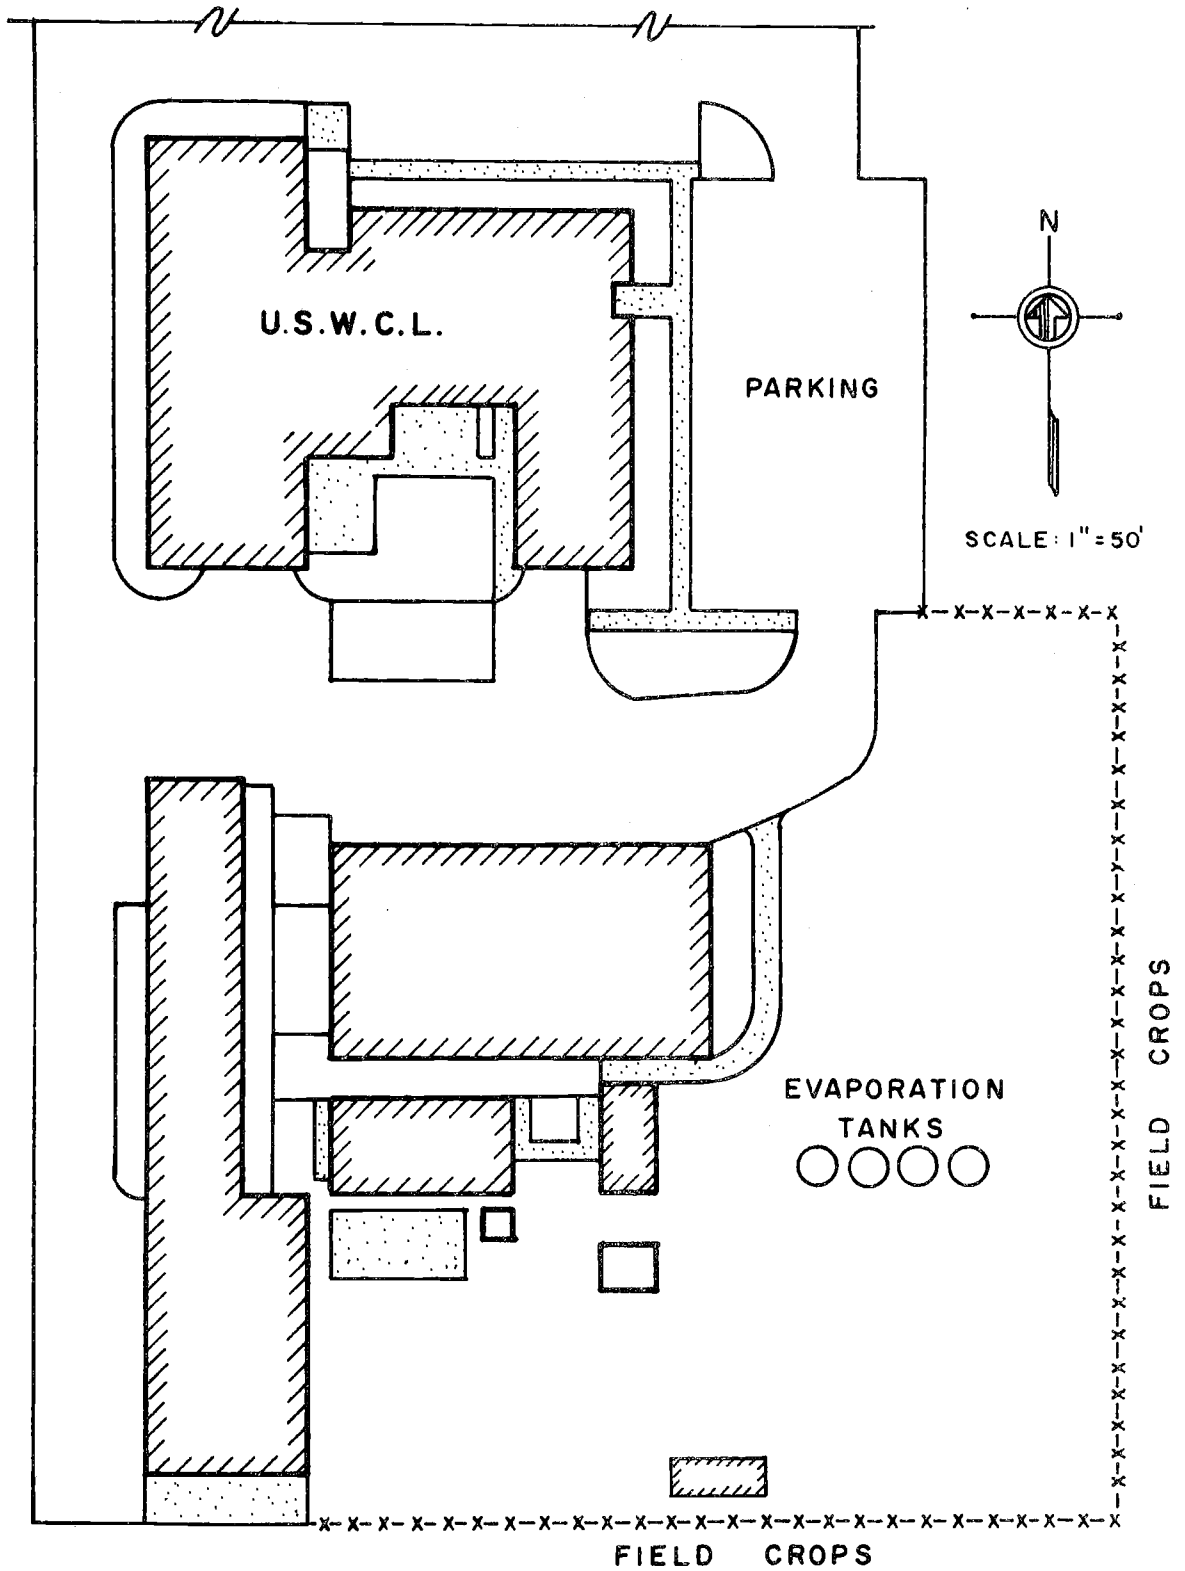 N
U.S.W.C.L.
PARKING
SCALE: 1" = 50'
EVAPORATION
TANKS
FIELD CROPS
FIELD CROPS